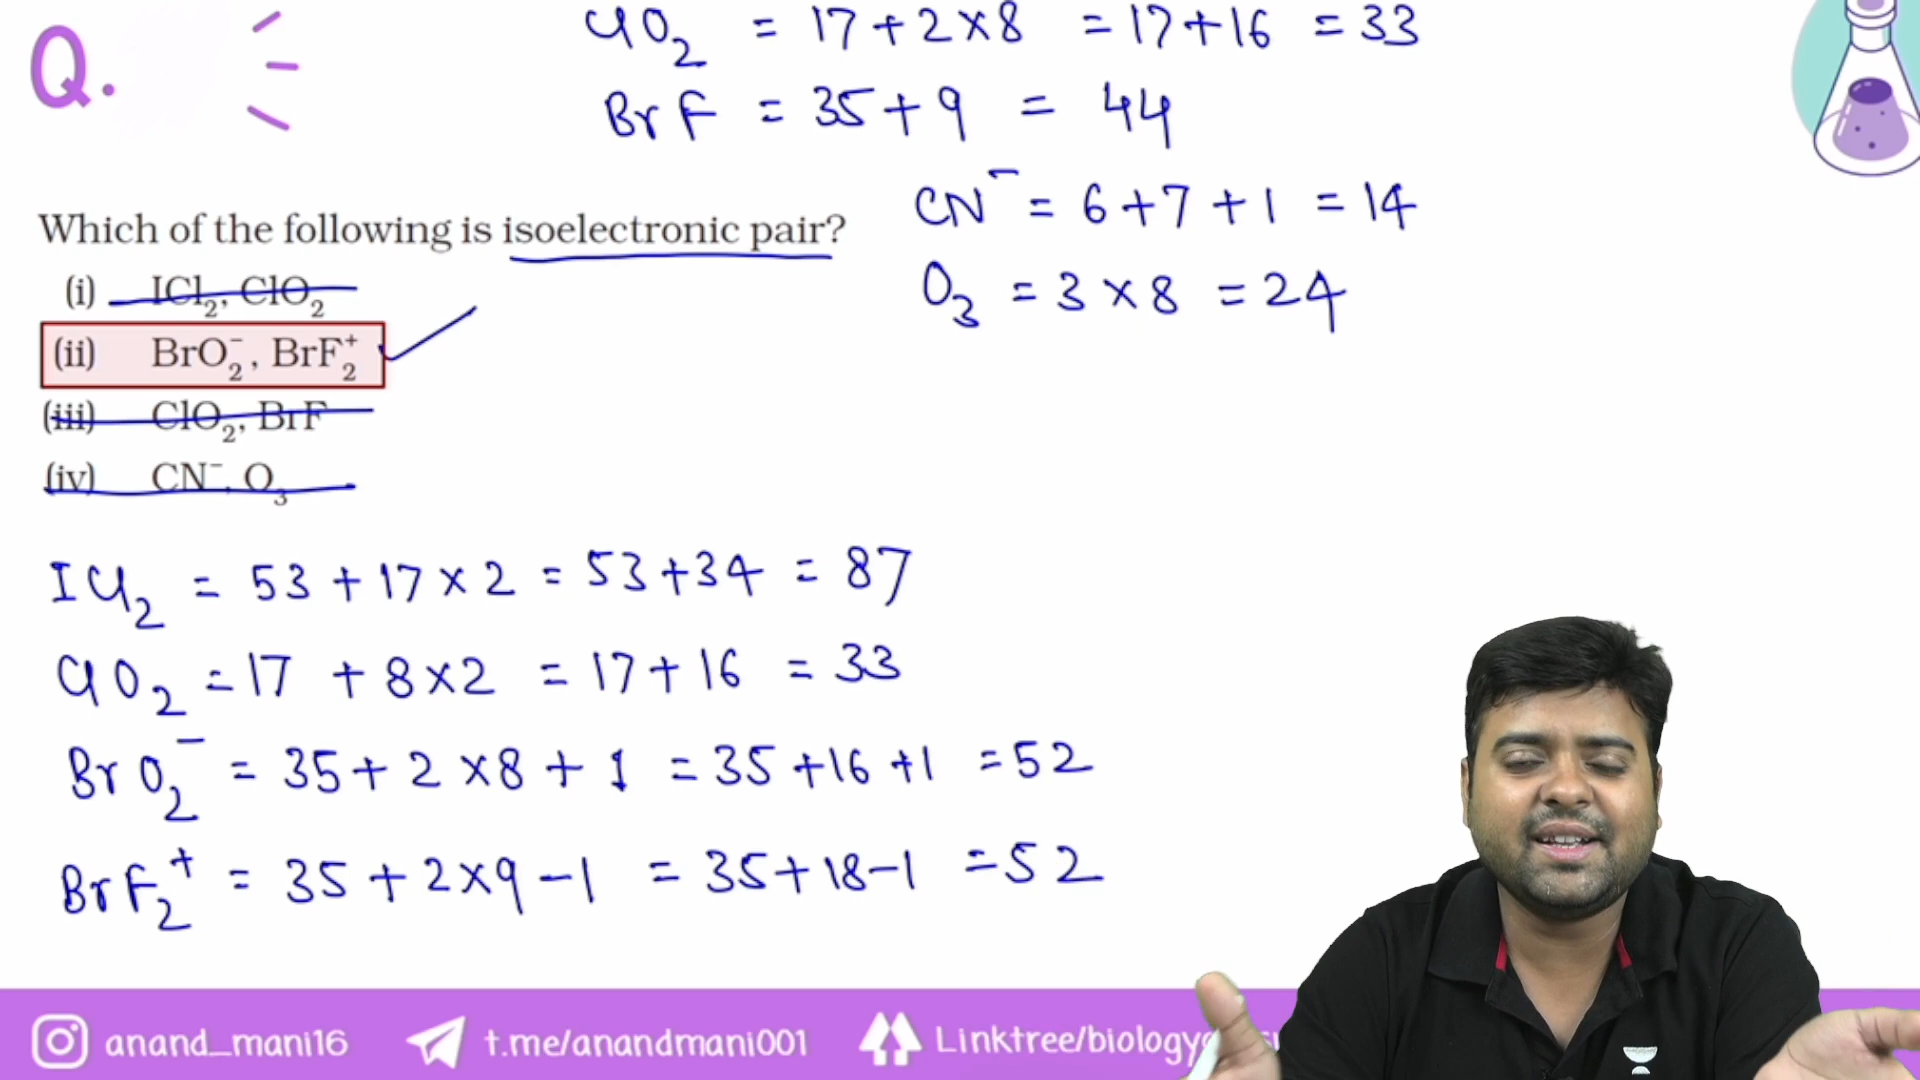 Q.
ClO2 = 17+2×8 = 17+16 = 33
BrF = 35+9 = 44
CN⁻ = 6+7+1 = 14
O3 = 3×8 = 24
Which of the following is isoelectronic pair?
(i) ICl2, ClO2
(ii) BrO2⁻, BrF2⁺
(iii) ClO2, BrF
(iv) CN⁻, O3
ICl2 = 53+17×2 = 53+34 = 87
ClO2 = 17 + 8×2 = 17+16 = 33
BrO2⁻ = 35+2×8+1 = 35+16+1 = 52
BrF2⁺ = 35+2×9-1 = 35+18-1 = 52
anand_mani16
t.me/anandmani001